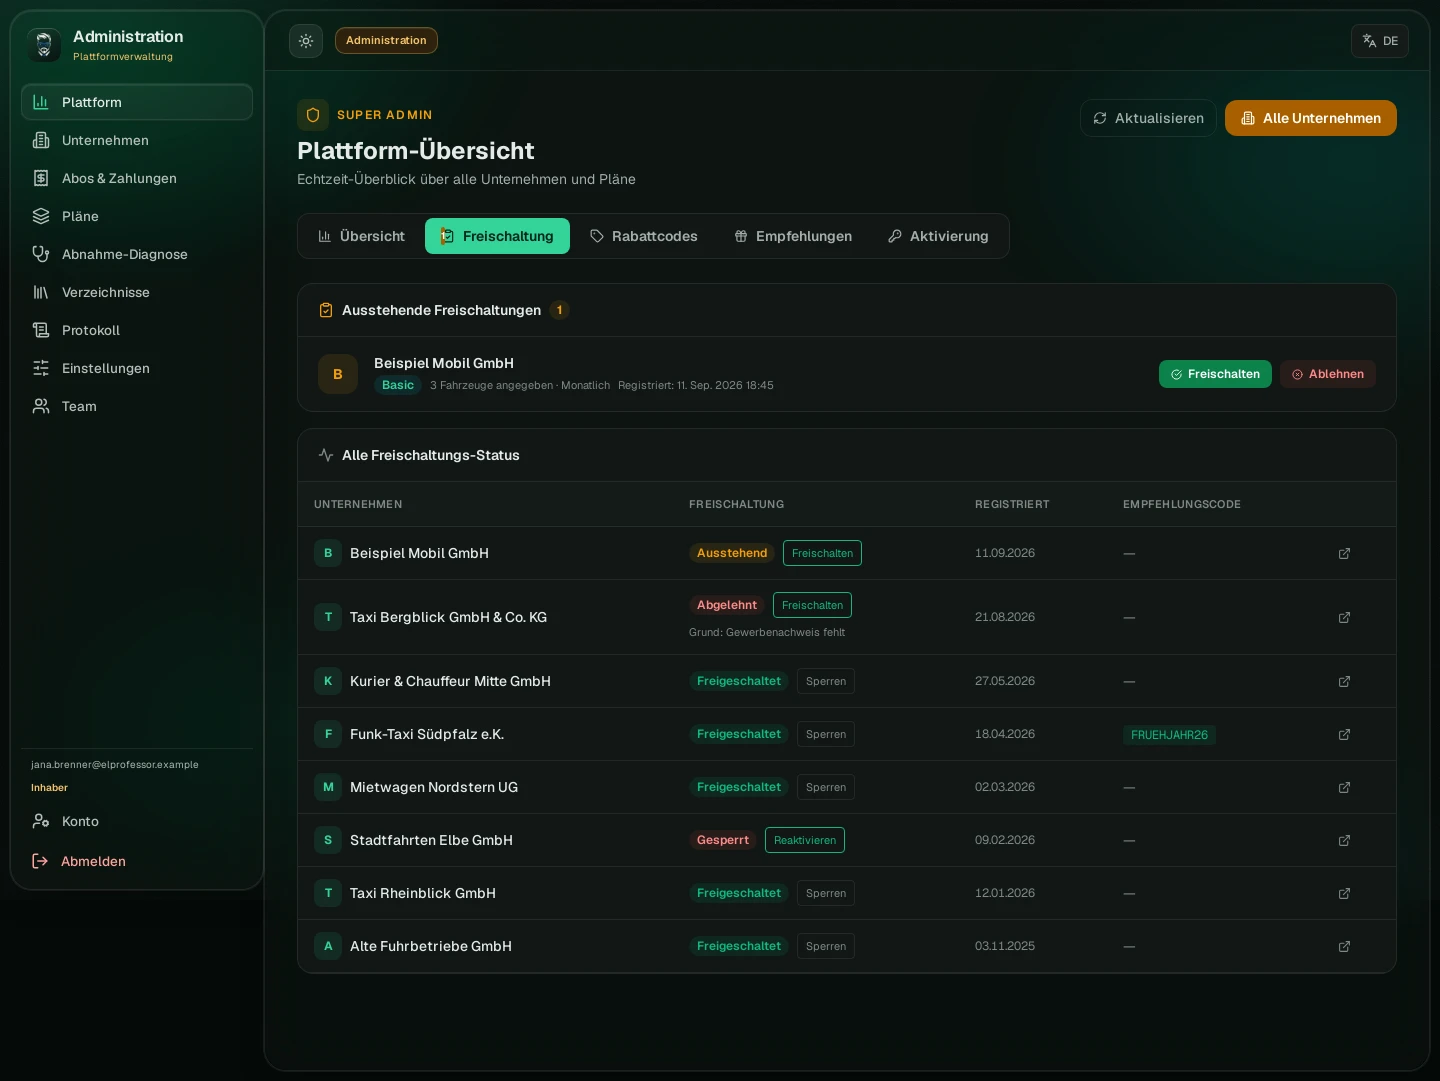 Administration
Plattformverwaltung
Plattform
Unternehmen
Abos & Zahlungen
Pläne
Abnahme-Diagnose
Verzeichnisse
Protokoll
Einstellungen
Team
jana.brenner@elprofessor.example
Inhaber
Konto
Abmelden
Administration
DE
SUPER ADMIN
Plattform-Übersicht
Echtzeit-Überblick über alle Unternehmen und Pläne
Aktualisieren
Alle Unternehmen
Übersicht
Freischaltung
Rabattcodes
Empfehlungen
Aktivierung
Ausstehende Freischaltungen 1
B
Beispiel Mobil GmbH
Basic 3 Fahrzeuge angegeben · Monatlich Registriert: 11. Sep. 2026 18:45
Freischalten
Ablehnen
Alle Freischaltungs-Status
UNTERNEHMEN FREISCHALTUNG REGISTRIERT EMPFEHLUNGSCODE
B Beispiel Mobil GmbH Ausstehend Freischalten 11.09.2026 —
T Taxi Bergblick GmbH & Co. KG Abgelehnt Freischalten 21.08.2026 —
Grund: Gewerbenachweis fehlt
K Kurier & Chauffeur Mitte GmbH Freigeschaltet Sperren 27.05.2026 —
F Funk-Taxi Südpfalz e.K. Freigeschaltet Sperren 18.04.2026 FRUEHJAHR26
M Mietwagen Nordstern UG Freigeschaltet Sperren 02.03.2026 —
S Stadtfahrten Elbe GmbH Gesperrt Reaktivieren 09.02.2026 —
T Taxi Rheinblick GmbH Freigeschaltet Sperren 12.01.2026 —
A Alte Fuhrbetriebe GmbH Freigeschaltet Sperren 03.11.2025 —